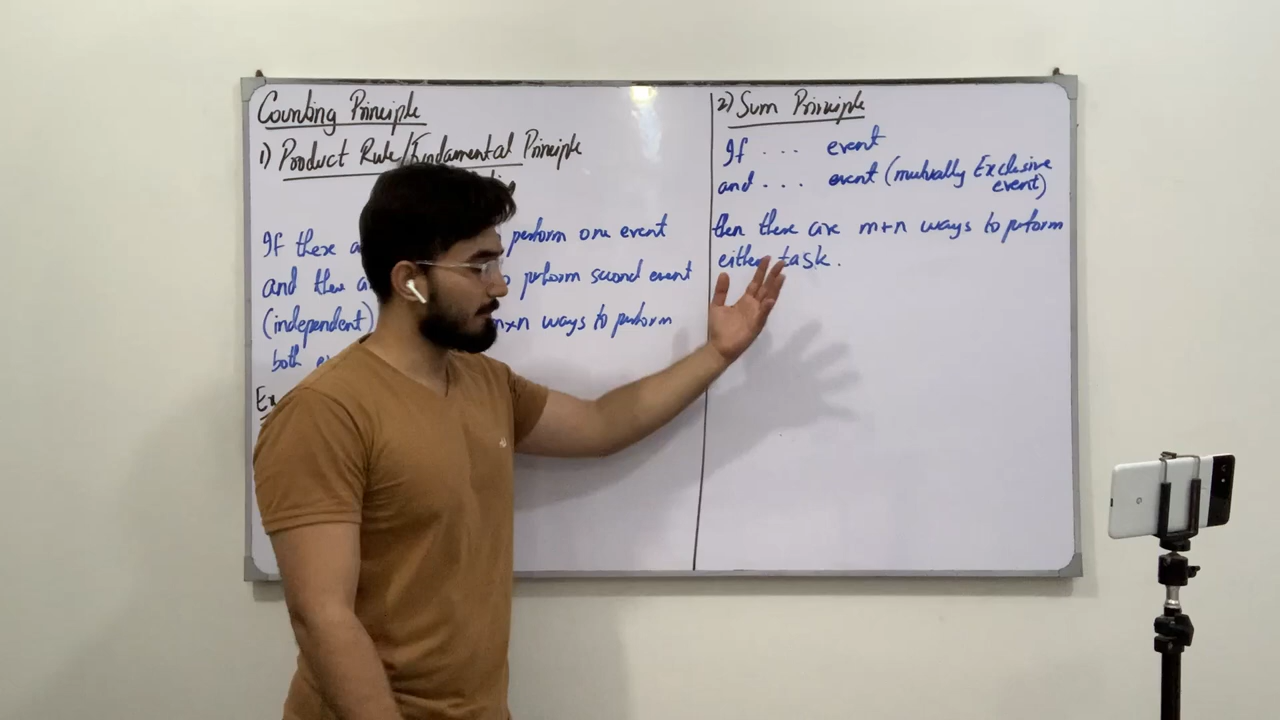 Counting Principle
1) Product Rule/Fundamental Principle
If there a perform one event
and the perform second event
(independent) m×n ways to perform
both
Ex
2) Sum Principle
If ... event
and ... event (mutually Exclusive
event)
then there are m+n ways to perform
either task.